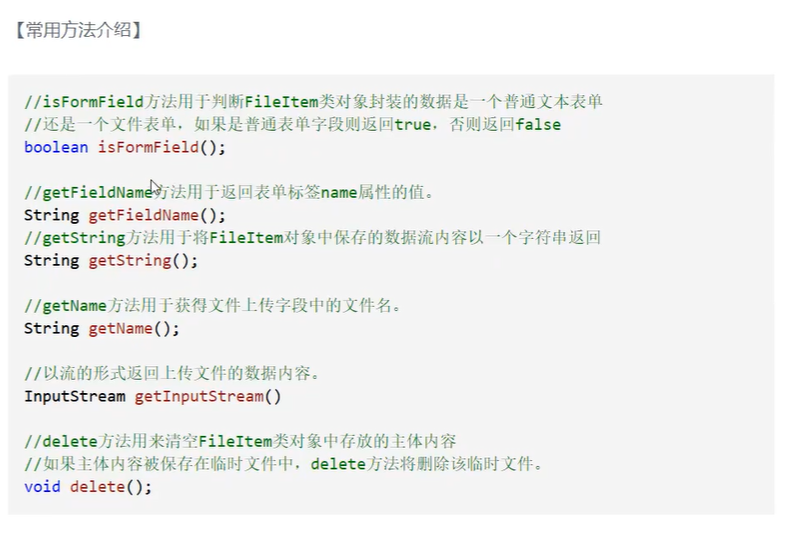 【常用方法介绍】
//isFormField方法用于判断FileItem类对象封装的数据是一个普通文本表单
//还是一个文件表单，如果是普通表单字段则返回true，否则返回false
boolean isFormField();
//getFieldName方法用于返回表单标签name属性的值。
String getFieldName();
//getString方法用于将FileItem对象中保存的数据流内容以一个字符串返回
String getString();
//getName方法用于获得文件上传字段中的文件名。
String getName();
//以流的形式返回上传文件的数据内容。
InputStream getInputStream()
//delete方法用来清空FileItem类对象中存放的主体内容
//如果主体内容被保存在临时文件中，delete方法将删除该临时文件。
void delete();